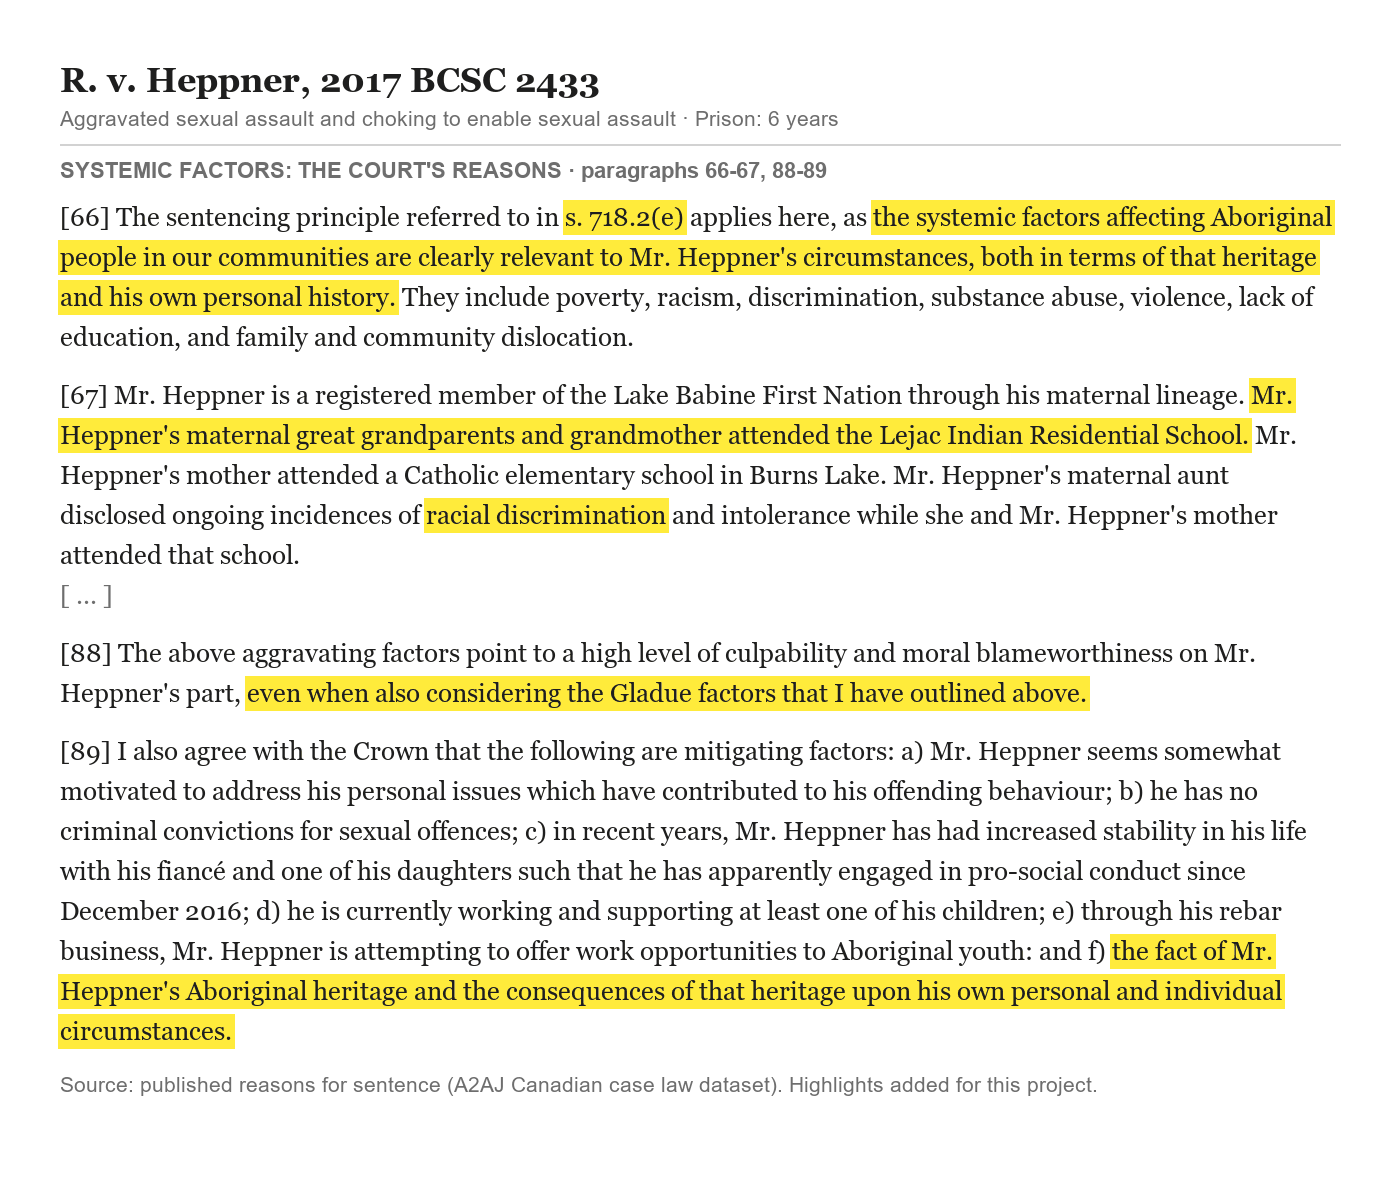 R. v. Heppner, 2017 BCSC 2433
Aggravated sexual assault and choking to enable sexual assault · Prison: 6 years
SYSTEMIC FACTORS: THE COURT'S REASONS · paragraphs 66-67, 88-89
[66] The sentencing principle referred to in s. 718.2(e) applies here, as the systemic factors affecting Aboriginal
people in our communities are clearly relevant to Mr. Heppner's circumstances, both in terms of that heritage
and his own personal history. They include poverty, racism, discrimination, substance abuse, violence, lack of
education, and family and community dislocation.
[67] Mr. Heppner is a registered member of the Lake Babine First Nation through his maternal lineage. Mr.
Heppner's maternal great grandparents and grandmother attended the Lejac Indian Residential School. Mr.
Heppner's mother attended a Catholic elementary school in Burns Lake. Mr. Heppner's maternal aunt
disclosed ongoing incidences of racial discrimination and intolerance while she and Mr. Heppner's mother
attended that school.
[ ... ]
[88] The above aggravating factors point to a high level of culpability and moral blameworthiness on Mr.
Heppner's part, even when also considering the Gladue factors that I have outlined above.
[89] I also agree with the Crown that the following are mitigating factors: a) Mr. Heppner seems somewhat
motivated to address his personal issues which have contributed to his offending behaviour; b) he has no
criminal convictions for sexual offences; c) in recent years, Mr. Heppner has had increased stability in his life
with his fiancé and one of his daughters such that he has apparently engaged in pro-social conduct since
December 2016; d) he is currently working and supporting at least one of his children; e) through his rebar
business, Mr. Heppner is attempting to offer work opportunities to Aboriginal youth: and f) the fact of Mr.
Heppner's Aboriginal heritage and the consequences of that heritage upon his own personal and individual
circumstances.
Source: published reasons for sentence (A2AJ Canadian case law dataset). Highlights added for this project.